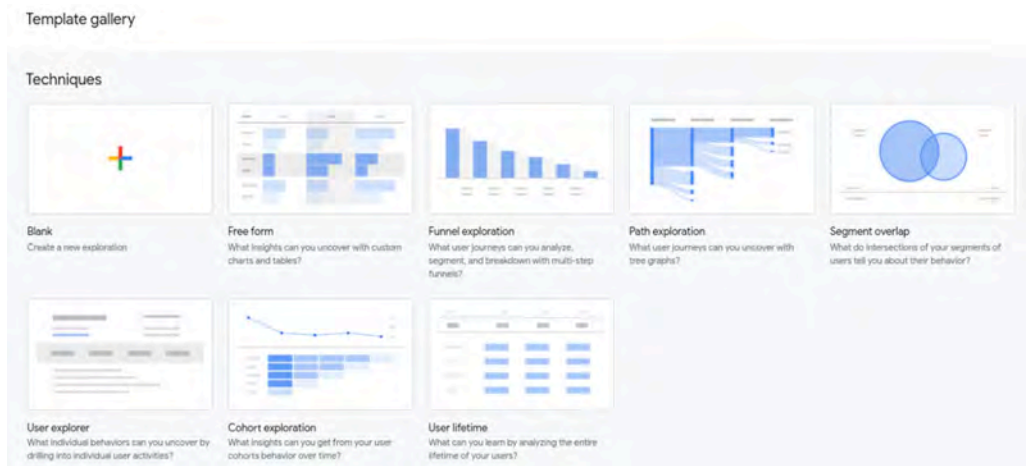 Template gallery
Techniques
Blank
Create a new exploration
Free form
What insights can you uncover with custom
charts and tables?
Funnel exploration
What user journeys can you analyze,
segment, and breakdown with multi-step
funnels?
Path exploration
What user journeys can you uncover with
tree graphs?
Segment overlap
What do intersections of your segments of
users tell you about their behavior?
User explorer
What individual behaviors can you uncover by
drilling into individual user activities?
Cohort exploration
What insights can you get from your user
cohorts behavior over time?
User lifetime
What can you learn by analyzing the entire
lifetime of your users?